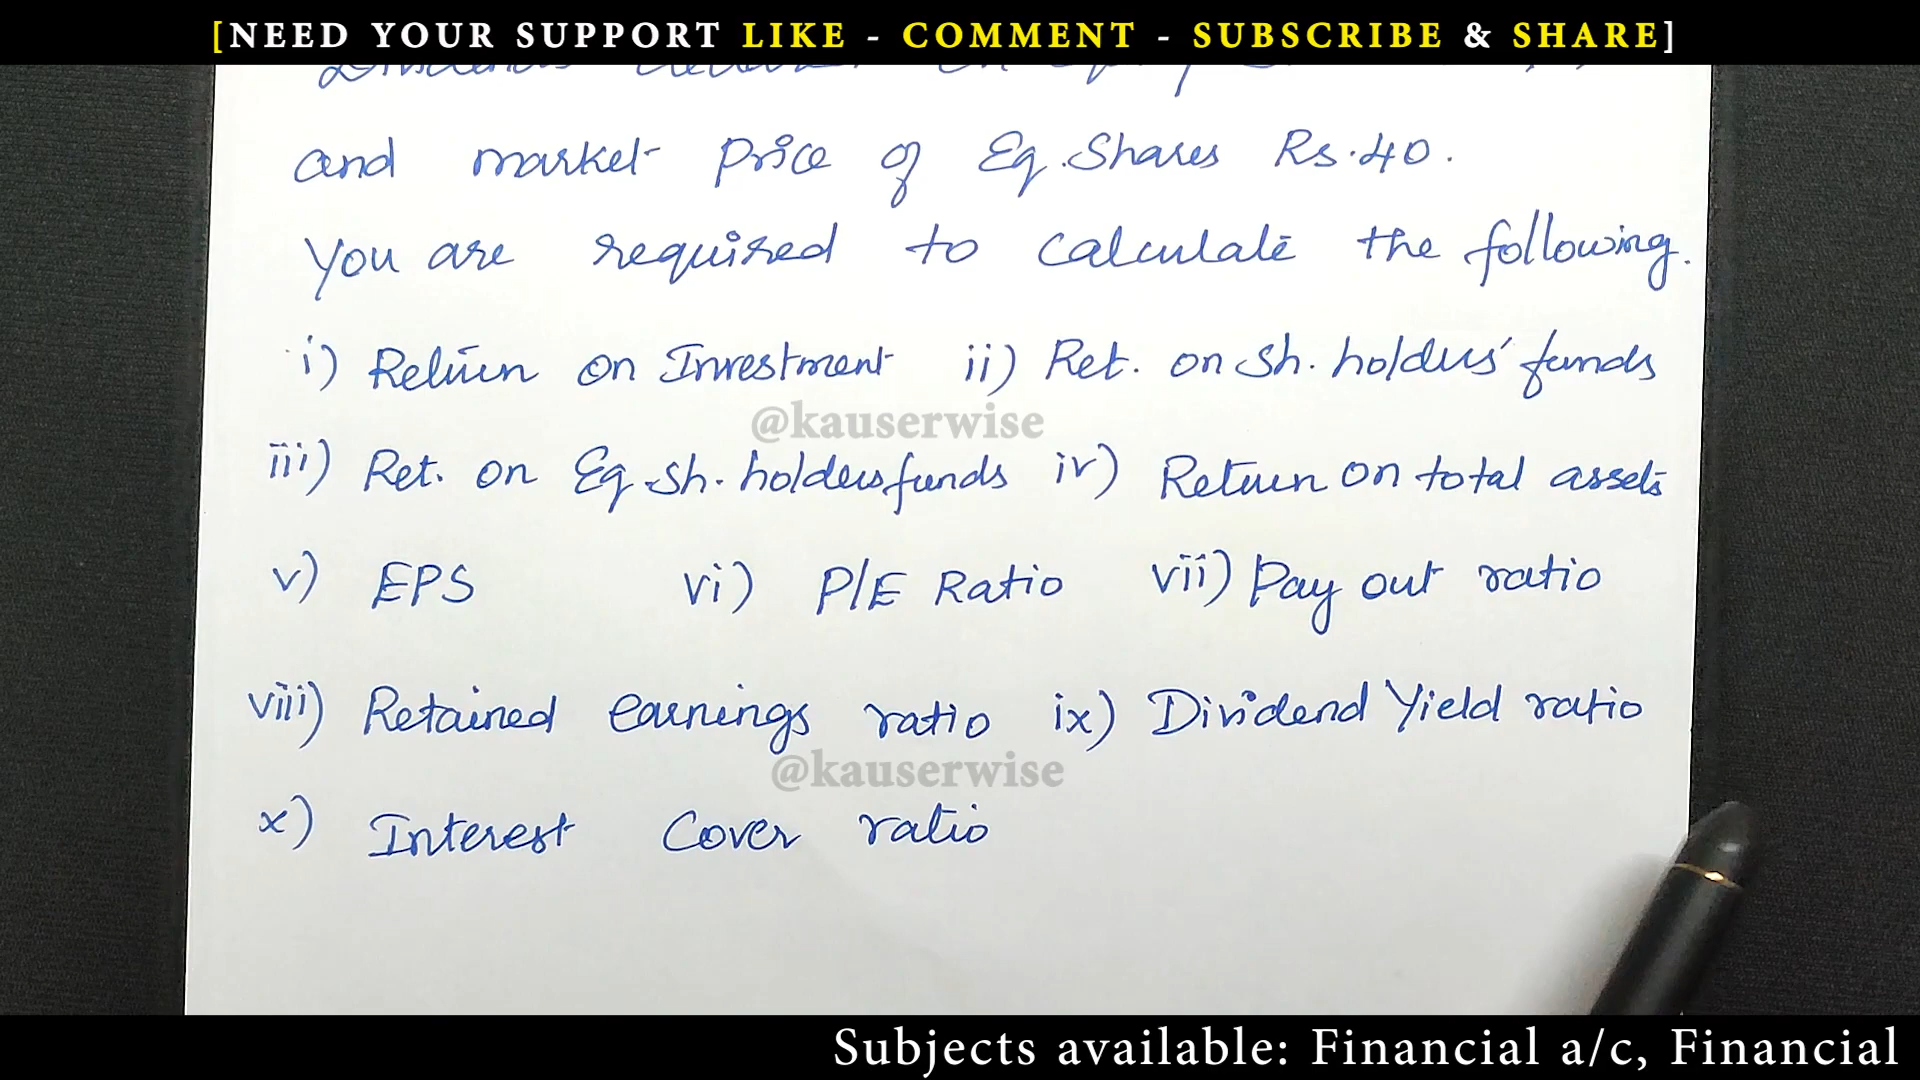 [NEED YOUR SUPPORT LIKE - COMMENT - SUBSCRIBE & SHARE]
and market Price of Eq. Shares Rs. 40.
You are required to calculate the following.
i) Return on Investment ii) Ret. on Sh. holders' funds
@kauserwise
iii) Ret. on Eq. Sh. holders funds iv) Return on total assets
v) EPS vi) P/E Ratio vii) Pay out ratio
viii) Retained earnings ratio ix) Dividend Yield ratio
@kauserwise
x) Interest Cover ratio
Subjects available: Financial a/c, Financial